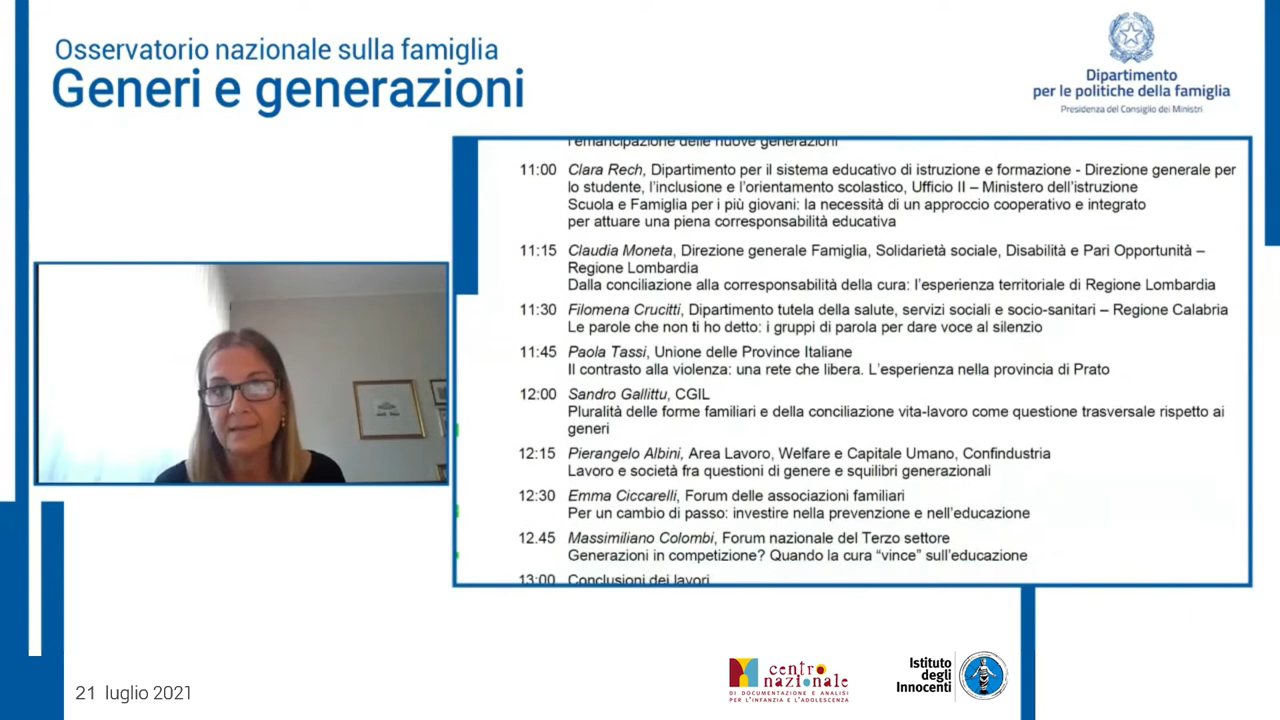 Osservatorio nazionale sulla famiglia
Generi e generazioni
Dipartimento
per le politiche della famiglia
Presidenza del Consiglio dei Ministri
l'emancipazione delle nuove generazioni
11:00 Clara Rech, Dipartimento per il sistema educativo di istruzione e formazione - Direzione generale per
lo studente, l'inclusione e l'orientamento scolastico, Ufficio II – Ministero dell'istruzione
Scuola e Famiglia per i più giovani: la necessità di un approccio cooperativo e integrato
per attuare una piena corresponsabilità educativa
11:15 Claudia Moneta, Direzione generale Famiglia, Solidarietà sociale, Disabilità e Pari Opportunità –
Regione Lombardia
Dalla conciliazione alla corresponsabilità della cura: l'esperienza territoriale di Regione Lombardia
11:30 Filomena Crucitti, Dipartimento tutela della salute, servizi sociali e socio-sanitari – Regione Calabria
Le parole che non ti ho detto: i gruppi di parola per dare voce al silenzio
11:45 Paola Tassi, Unione delle Province Italiane
Il contrasto alla violenza: una rete che libera. L'esperienza nella provincia di Prato
12:00 Sandro Gallittu, CGIL
Pluralità delle forme familiari e della conciliazione vita-lavoro come questione trasversale rispetto ai
generi
12:15 Pierangelo Albini, Area Lavoro, Welfare e Capitale Umano, Confindustria
Lavoro e società fra questioni di genere e squilibri generazionali
12:30 Emma Ciccarelli, Forum delle associazioni familiari
Per un cambio di passo: investire nella prevenzione e nell'educazione
12.45 Massimiliano Colombi, Forum nazionale del Terzo settore
Generazioni in competizione? Quando la cura “vince” sull'educazione
13:00 Conclusioni dei lavori
21 luglio 2021
centro
nazionale
DI DOCUMENTAZIONE E ANALISI
PER L'INFANZIA E L'ADOLESCENZA
Istituto
degli
Innocenti